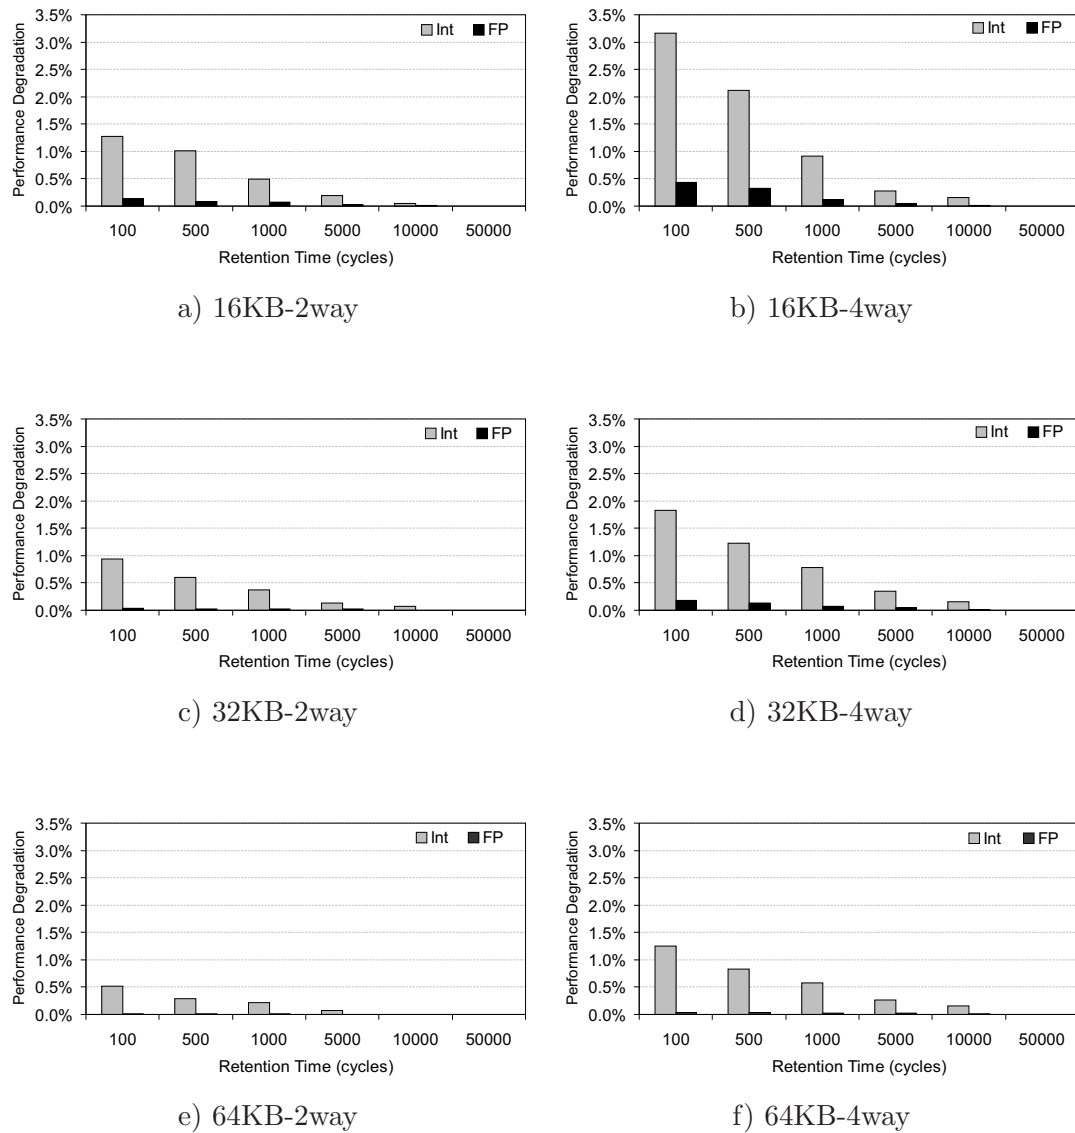 3.5%
3.0%
2.5%
2.0%
1.5%
1.0%
0.5%
0.0%
Performance Degradation
Int FP
100 500 1000 5000 10000 50000
Retention Time (cycles)
a) 16KB-2way
3.5%
3.0%
2.5%
2.0%
1.5%
1.0%
0.5%
0.0%
Performance Degradation
Int FP
100 500 1000 5000 10000 50000
Retention Time (cycles)
b) 16KB-4way
3.5%
3.0%
2.5%
2.0%
1.5%
1.0%
0.5%
0.0%
Performance Degradation
Int FP
100 500 1000 5000 10000 50000
Retention Time (cycles)
c) 32KB-2way
3.5%
3.0%
2.5%
2.0%
1.5%
1.0%
0.5%
0.0%
Performance Degradation
Int FP
100 500 1000 5000 10000 50000
Retention Time (cycles)
d) 32KB-4way
3.5%
3.0%
2.5%
2.0%
1.5%
1.0%
0.5%
0.0%
Performance Degradation
Int FP
100 500 1000 5000 10000 50000
Retention Time (cycles)
e) 64KB-2way
3.5%
3.0%
2.5%
2.0%
1.5%
1.0%
0.5%
0.0%
Performance Degradation
Int FP
100 500 1000 5000 10000 50000
Retention Time (cycles)
f) 64KB-4way